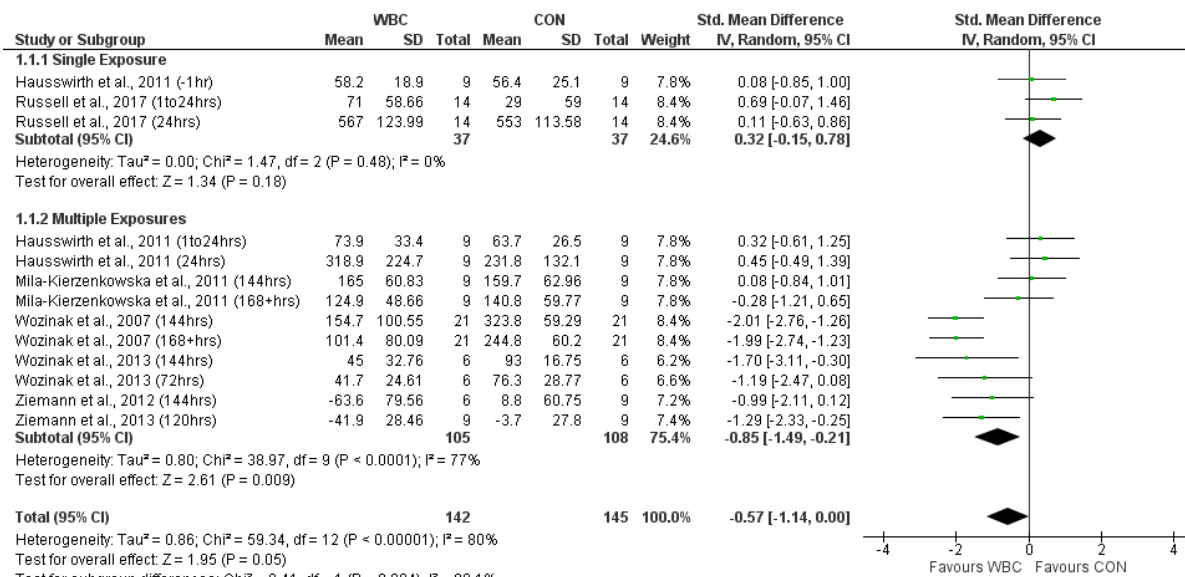 WBC CON Std. Mean Difference Std. Mean Difference
Study or Subgroup Mean SD Total Mean SD Total Weight IV, Random, 95% CI IV, Random, 95% CI
1.1.1 Single Exposure
Hausswirth et al., 2011 (-1hr) 58.2 18.9 9 56.4 25.1 9 7.8% 0.08 [-0.85, 1.00]
Russell et al., 2017 (1to24hrs) 71 58.66 14 29 59 14 8.4% 0.69 [-0.07, 1.46]
Russell et al., 2017 (24hrs) 567 123.99 14 553 113.58 14 8.4% 0.11 [-0.63, 0.86]
Subtotal (95% CI) 37 37 24.6% 0.32 [-0.15, 0.78]
Heterogeneity: Tau² = 0.00; Chi² = 1.47, df = 2 (P = 0.48); I² = 0%
Test for overall effect: Z = 1.34 (P = 0.18)
1.1.2 Multiple Exposures
Hausswirth et al., 2011 (1to24hrs) 73.9 33.4 9 63.7 26.5 9 7.8% 0.32 [-0.61, 1.25]
Hausswirth et al., 2011 (24hrs) 318.9 224.7 9 231.8 132.1 9 7.8% 0.45 [-0.49, 1.39]
Mila-Kierzenkowska et al., 2011 (144hrs) 165 60.83 9 159.7 62.96 9 7.8% 0.08 [-0.84, 1.01]
Mila-Kierzenkowska et al., 2011 (168+hrs) 124.9 48.66 9 140.8 59.77 9 7.8% -0.28 [-1.21, 0.65]
Wozinak et al., 2007 (144hrs) 154.7 100.55 21 323.8 59.29 21 8.4% -2.01 [-2.76, -1.26]
Wozinak et al., 2007 (168+hrs) 101.4 80.09 21 244.8 60.2 21 8.4% -1.99 [-2.74, -1.23]
Wozinak et al., 2013 (144hrs) 45 32.76 6 93 16.75 6 6.2% -1.70 [-3.11, -0.30]
Wozinak et al., 2013 (72hrs) 41.7 24.61 6 76.3 28.77 6 6.6% -1.19 [-2.47, 0.08]
Ziemann et al., 2012 (144hrs) -63.6 79.56 6 8.8 60.75 9 7.2% -0.99 [-2.11, 0.12]
Ziemann et al., 2013 (120hrs) -41.9 28.46 9 -3.7 27.8 9 7.4% -1.29 [-2.33, -0.25]
Subtotal (95% CI) 105 108 75.4% -0.85 [-1.49, -0.21]
Heterogeneity: Tau² = 0.80; Chi² = 38.97, df = 9 (P < 0.0001); I² = 77%
Test for overall effect: Z = 2.61 (P = 0.009)
Total (95% CI) 142 145 100.0% -0.57 [-1.14, 0.00]
Heterogeneity: Tau² = 0.86; Chi² = 59.34, df = 12 (P < 0.00001); I² = 80%
Test for overall effect: Z = 1.95 (P = 0.05)
-4 -2 0 2 4
Favours WBC Favours CON